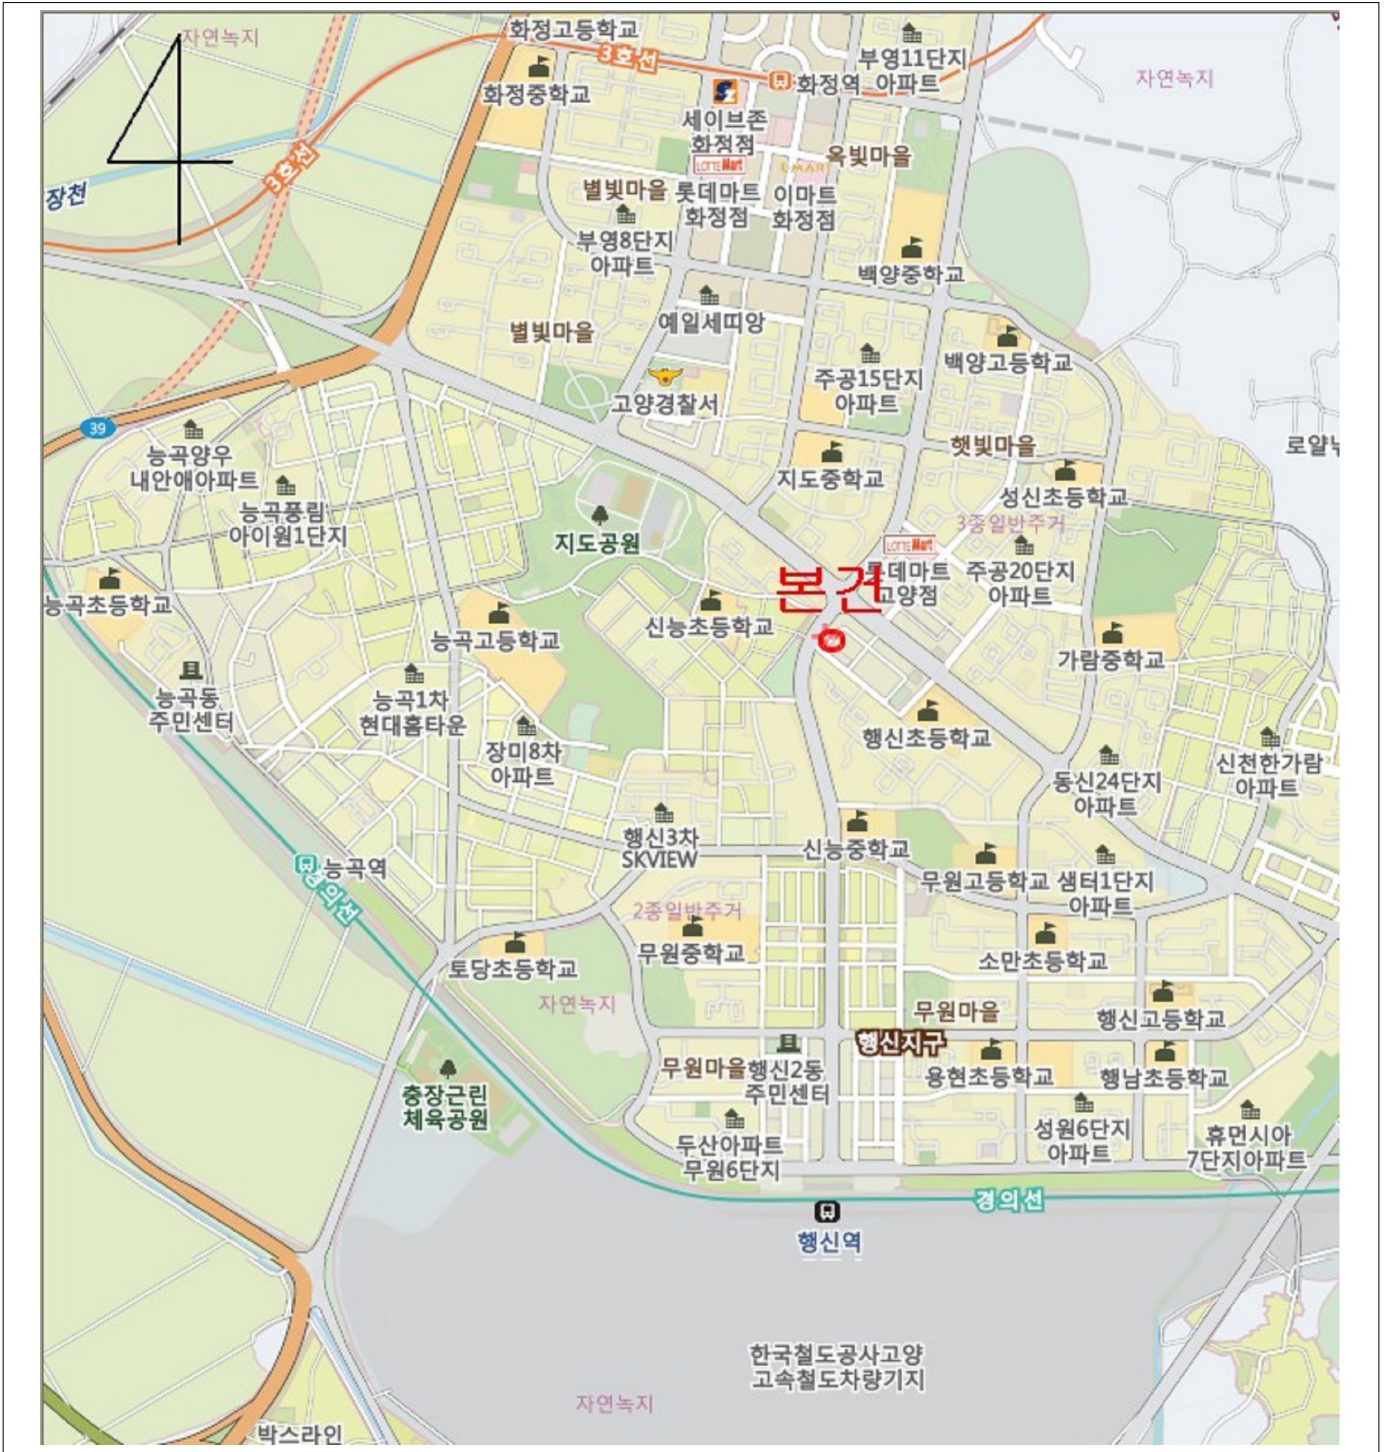 자연녹지
화정고등학교
3호선
부영11단지
아파트
화정역
화정중학교
자연녹지
세이브존
화정점
LOTTE Mart
옥빛마을
3호선
장천
별빛마을
롯데마트
화정점
이마트
화정점
부영8단지
아파트
백양중학교
예일세띠앙
별빛마을
백양고등학교
주공15단지
아파트
고양경찰서
39
능곡양우
내안애아파트
햇빛마을
로얄
지도중학교
성신초등학교
능곡풍림
아이원1단지
3종일반주거
지도공원
LOTTE Mart
롯데마트
고양점
주공20단지
아파트
본건
능곡초등학교
신능초등학교
능곡고등학교
가람중학교
능곡동
주민센터
능곡1차
현대홈타운
행신초등학교
장미8차
아파트
동신24단지
아파트
신천한가람
아파트
행신3차
SKVIEW
신능중학교
능곡역
경의선
무원고등학교
샘터1단지
아파트
2종일반주거
무원중학교
소만초등학교
토당초등학교
자연녹지
무원마을
행신고등학교
행신지구
무원마을
행신2동
주민센터
용현초등학교
행남초등학교
충장근린
체육공원
성원6단지
아파트
휴먼시아
7단지아파트
두산아파트
무원6단지
경의선
행신역
한국철도공사고양
고속철도차량기지
자연녹지
박스라인